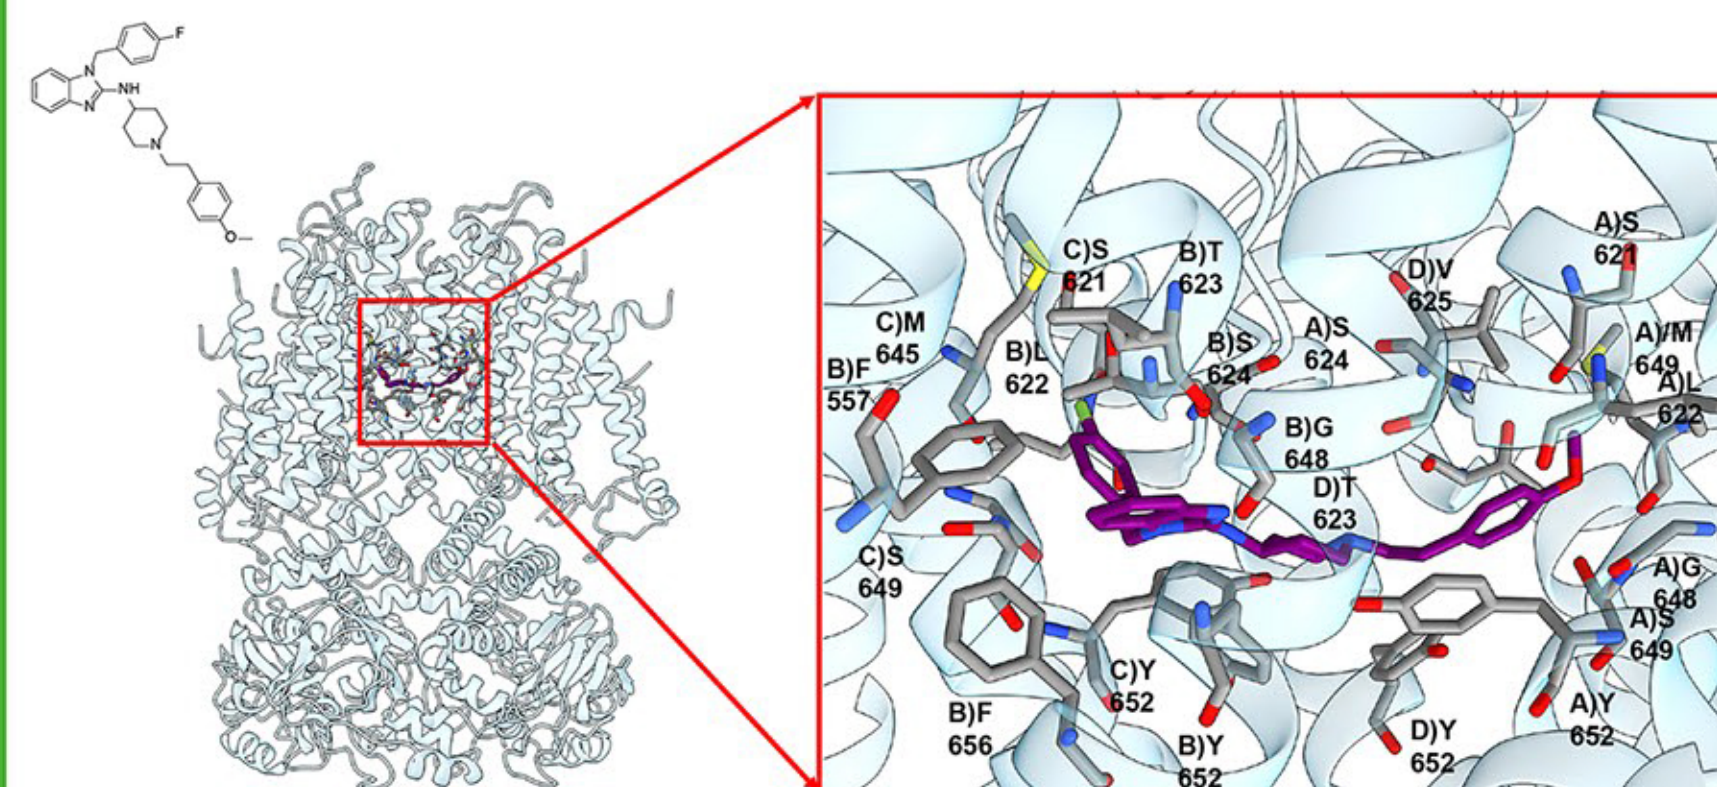 F
N
NH
N
N
O
A)S
621
C)S
621
B)T
623
D)V
625
C)M
645
B)L
622
B)S
624
A)S
624
A)/M
649
B)F
557
A)L
622
B)G
648
D)T
623
C)S
649
A)G
648
A)S
649
C)Y
652
B)F
656
B)Y
652
D)Y
652
A)Y
652